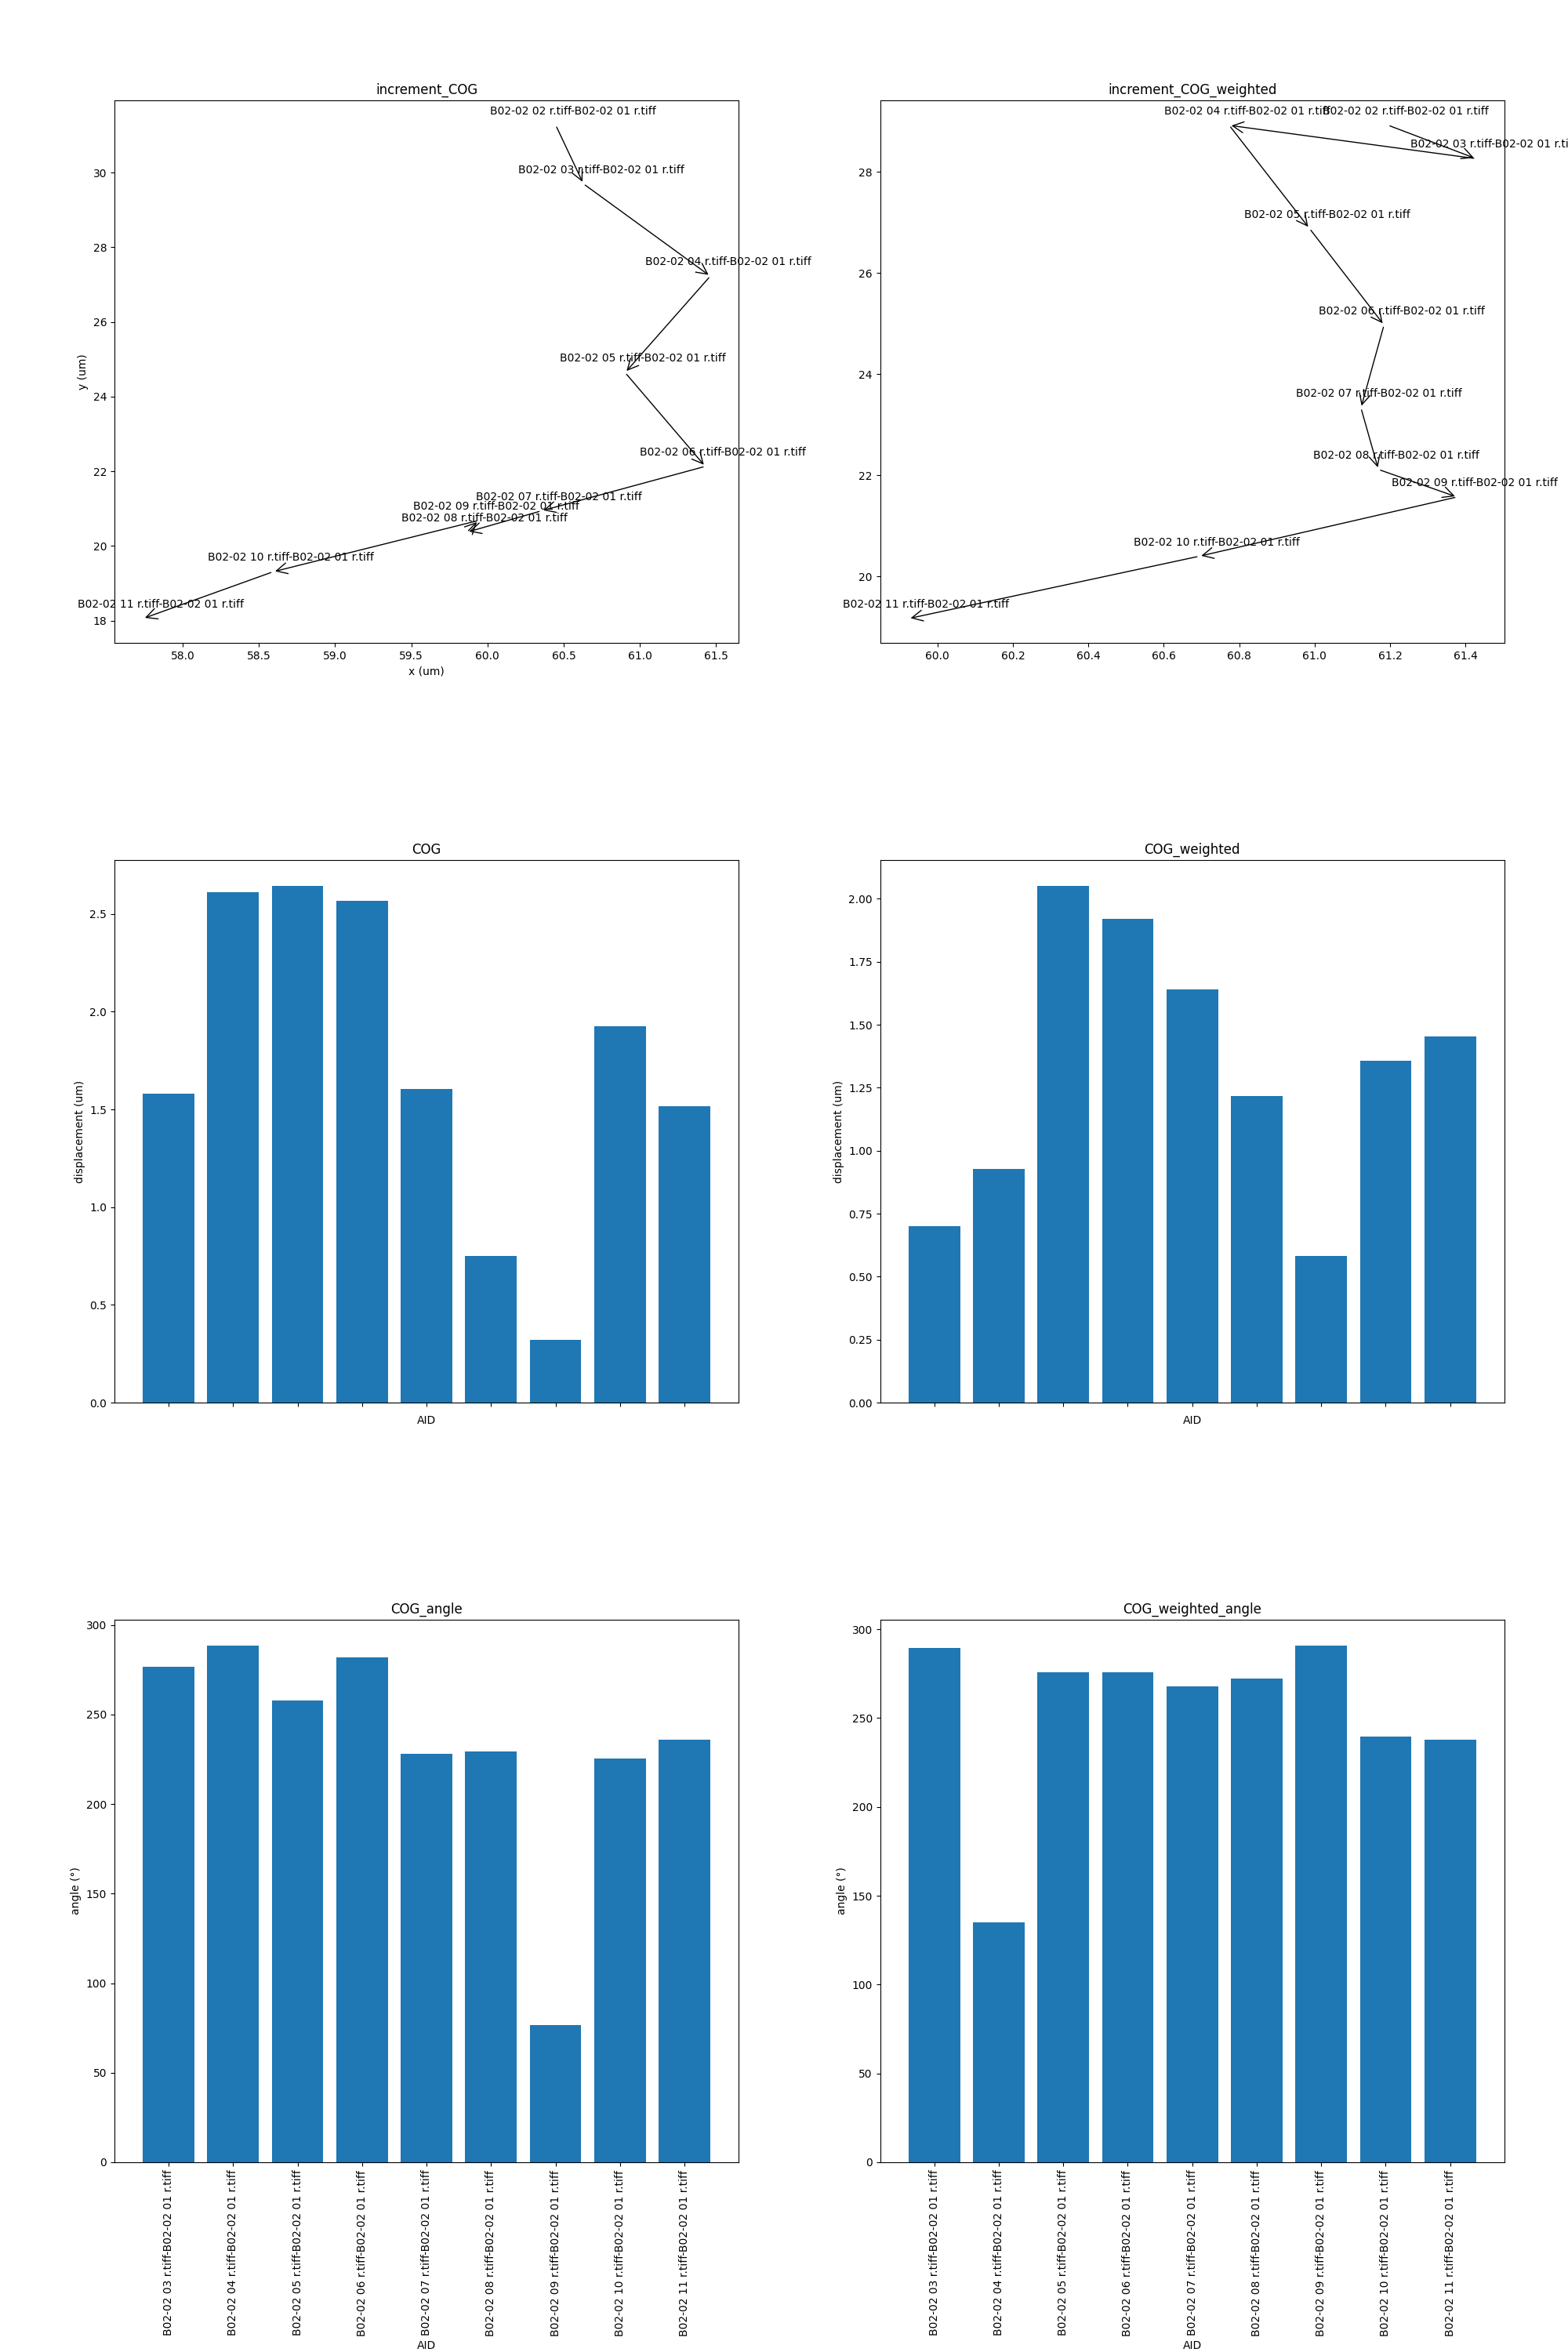 increment_COG
B02-02 02 r.tiff-B02-02 01 r.tiff
B02-02 03 r.tiff-B02-02 01 r.tiff
B02-02 04 r.tiff-B02-02 01 r.tiff
B02-02 05 r.tiff-B02-02 01 r.tiff
B02-02 06 r.tiff-B02-02 01 r.tiff
B02-02 07 r.tiff-B02-02 01 r.tiff
B02-02 09 r.tiff-B02-02 01 r.tiff
B02-02 08 r.tiff-B02-02 01 r.tiff
B02-02 10 r.tiff-B02-02 01 r.tiff
B02-02 11 r.tiff-B02-02 01 r.tiff
30
28
26
24
22
20
18
y (um)
58.0 58.5 59.0 59.5 60.0 60.5 61.0 61.5
x (um)
increment_COG_weighted
B02-02 04 r.tiff-B02-02 01 r.tiff
B02-02 02 r.tiff-B02-02 01 r.tiff
B02-02 03 r.tiff-B02-02 01 r.ti
B02-02 05 r.tiff-B02-02 01 r.tiff
B02-02 06 r.tiff-B02-02 01 r.tiff
B02-02 07 r.tiff-B02-02 01 r.tiff
B02-02 08 r.tiff-B02-02 01 r.tiff
B02-02 09 r.tiff-B02-02 01 r.tiff
B02-02 10 r.tiff-B02-02 01 r.tiff
B02-02 11 r.tiff-B02-02 01 r.tiff
28
26
24
22
20
60.0 60.2 60.4 60.6 60.8 61.0 61.2 61.4
COG
2.5
2.0
1.5
1.0
0.5
0.0
displacement (um)
AID
COG_weighted
2.00
1.75
1.50
1.25
1.00
0.75
0.50
0.25
0.00
displacement (um)
AID
COG_angle
300
250
200
150
100
50
0
angle (°)
B02-02 03 r.tiff-B02-02 01 r.tiff
B02-02 04 r.tiff-B02-02 01 r.tiff
B02-02 05 r.tiff-B02-02 01 r.tiff
B02-02 06 r.tiff-B02-02 01 r.tiff
B02-02 07 r.tiff-B02-02 01 r.tiff
B02-02 08 r.tiff-B02-02 01 r.tiff
B02-02 09 r.tiff-B02-02 01 r.tiff
B02-02 10 r.tiff-B02-02 01 r.tiff
B02-02 11 r.tiff-B02-02 01 r.tiff
AID
COG_weighted_angle
300
250
200
150
100
50
0
angle (°)
B02-02 03 r.tiff-B02-02 01 r.tiff
B02-02 04 r.tiff-B02-02 01 r.tiff
B02-02 05 r.tiff-B02-02 01 r.tiff
B02-02 06 r.tiff-B02-02 01 r.tiff
B02-02 07 r.tiff-B02-02 01 r.tiff
B02-02 08 r.tiff-B02-02 01 r.tiff
B02-02 09 r.tiff-B02-02 01 r.tiff
B02-02 10 r.tiff-B02-02 01 r.tiff
B02-02 11 r.tiff-B02-02 01 r.tiff
AID